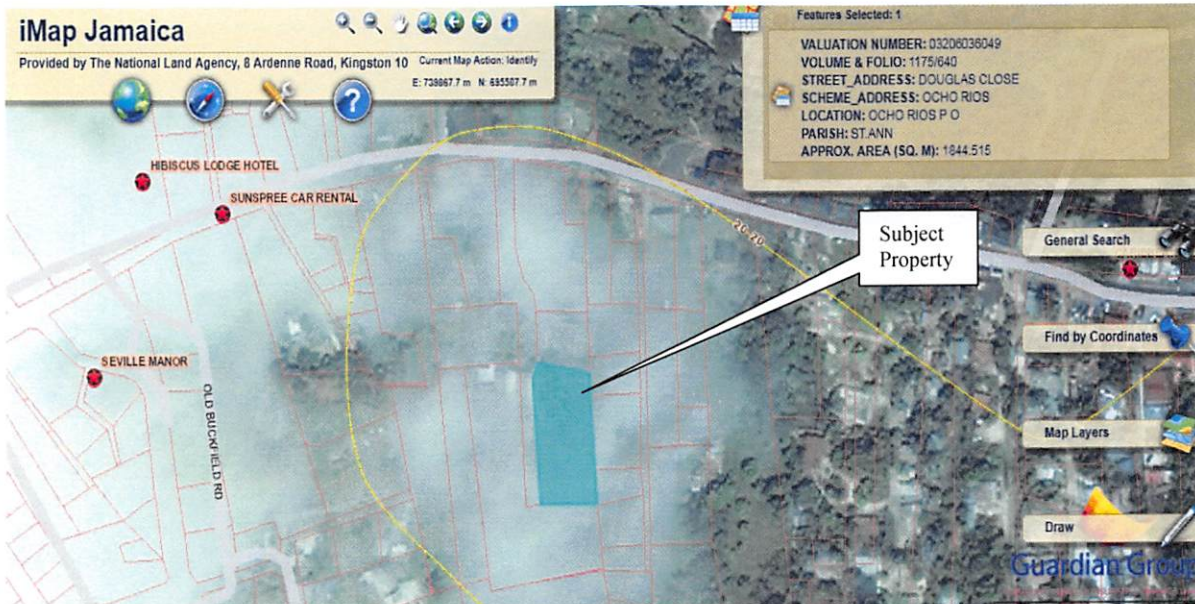 iMap Jamaica
Provided by The National Land Agency, 8 Ardenne Road, Kingston 10
Current Map Action: Identify
E: 739867.7 m N: 695587.7 m
Features Selected: 1
VALUATION NUMBER: 03206036049
VOLUME & FOLIO: 1175/640
STREET_ADDRESS: DOUGLAS CLOSE
SCHEME_ADDRESS: OCHO RIOS
LOCATION: OCHO RIOS P O
PARISH: ST.ANN
APPROX. AREA (SQ. M): 1844.515
HIBISCUS LODGE HOTEL
SUNSPREE CAR RENTAL
20-20
Subject
Property
General Search
Find by Coordinates
SEVILLE MANOR
OLD BUCKFIELD RD
Map Layers
Draw
Guardian Group